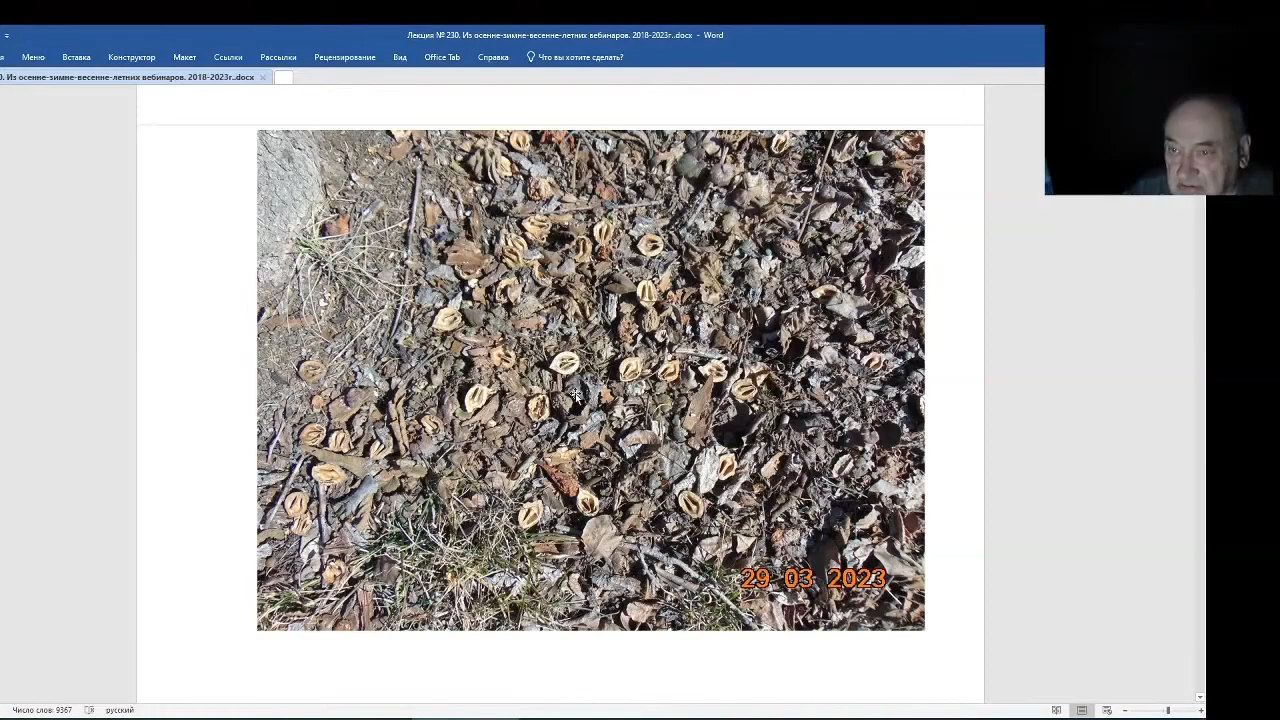 Лекция № 230. Из осенне-зимне-весенне-летних вебинаров. 2018-2023г..docx - Word
я Меню Вставка Конструктор Макет Ссылки Рассылки Рецензирование Вид Office Tab Справка Что вы хотите сделать?
0. Из осенне-зимне-весенне-летних вебинаров. 2018-2023г..docx
29 03 2023
Число слов: 9367 русский